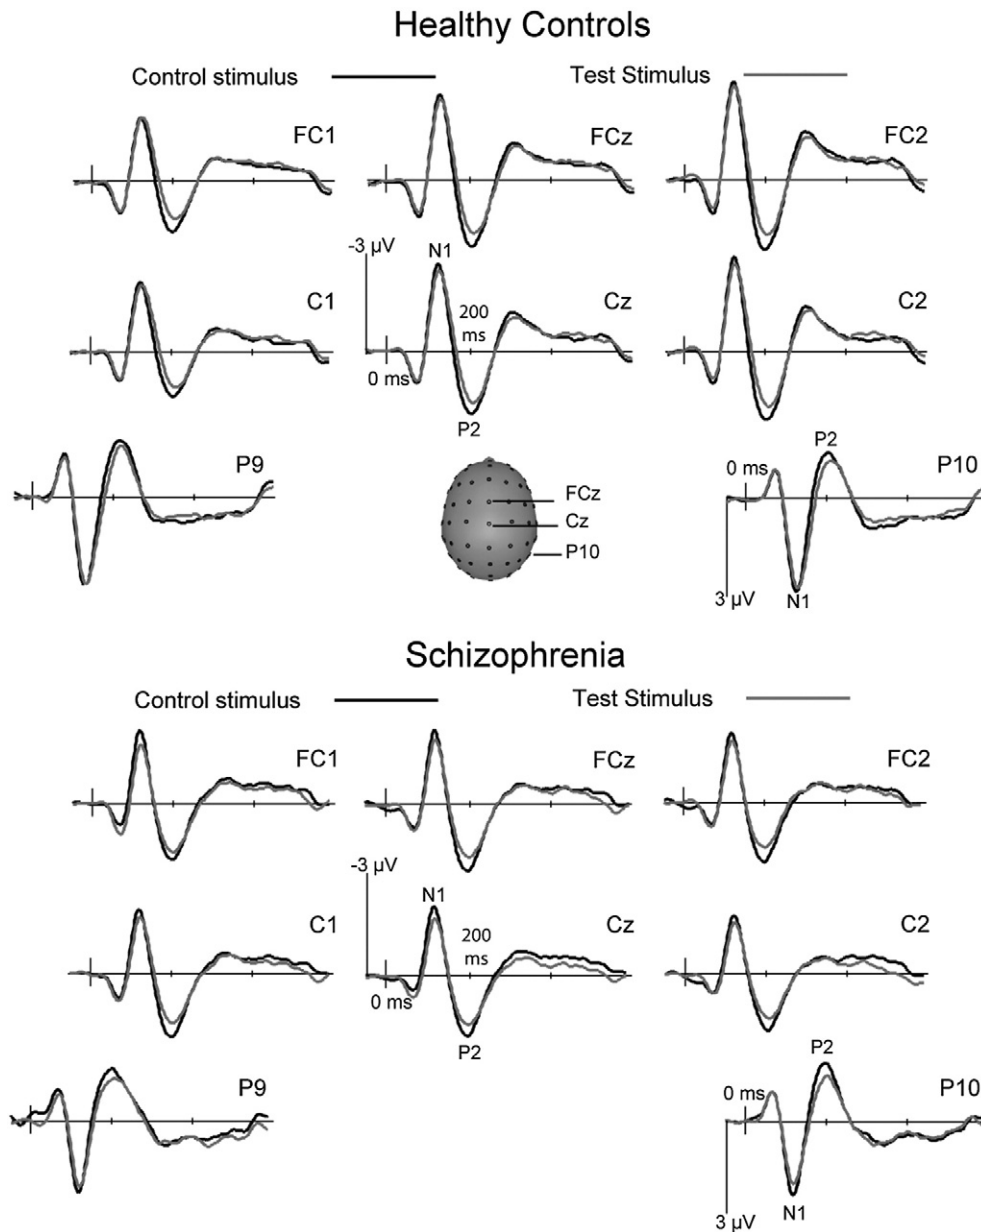 Healthy Controls
Control stimulus Test Stimulus
FC1 FCz FC2
-3 µV N1
C1 200 ms Cz C2
0 ms
P2
P9 P2 P10
0 ms
FCz
Cz
P10
3 µV N1
Schizophrenia
Control stimulus Test Stimulus
FC1 FCz FC2
-3 µV N1
C1 200 ms Cz C2
0 ms
P2
P9 P2 P10
0 ms
3 µV N1